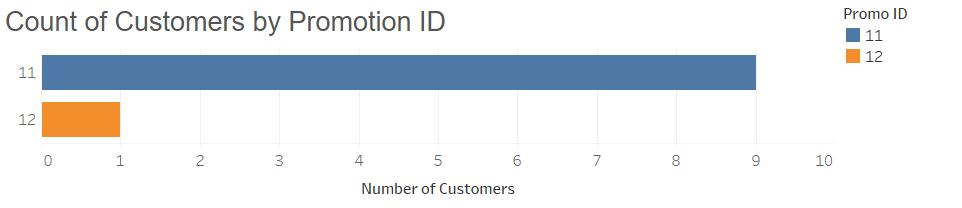 Count of Customers by Promotion ID
Promo ID
11
12
11
12
0 1 2 3 4 5 6 7 8 9 10
Number of Customers